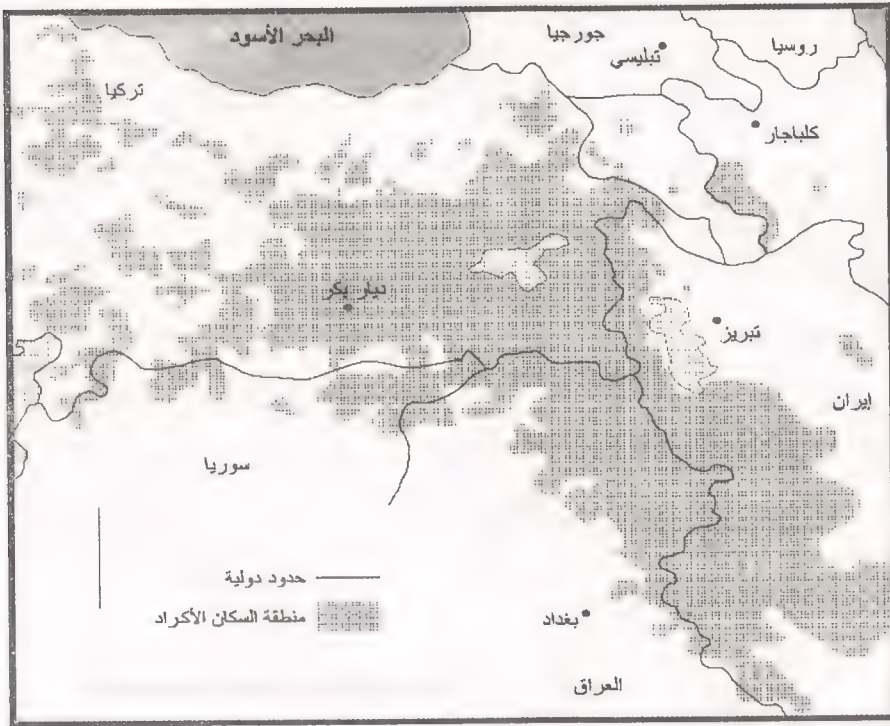 البحر الأسود
جورجيا
روسيا
تبليسي
تركيا
كلباجار
ديار بكر
تبريز
إيران
سوريا
حدود دولية
منطقة السكان الأكراد
بغداد
العراق